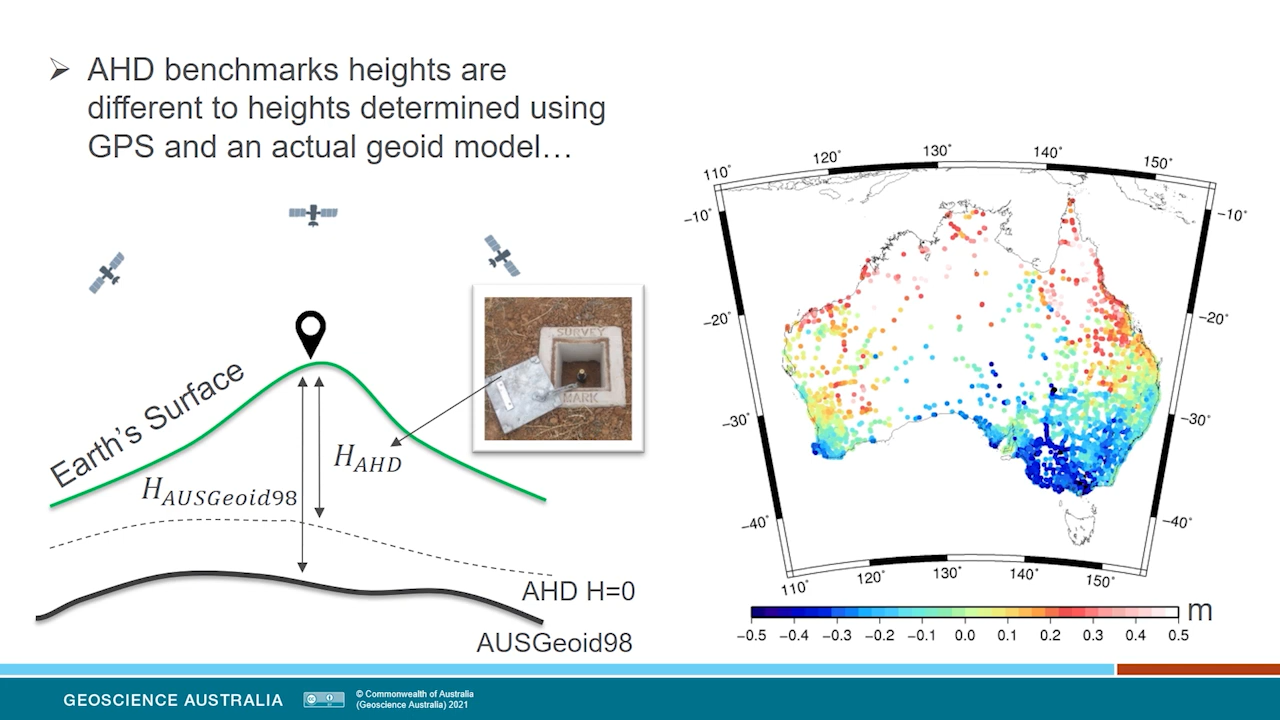 ➢ AHD benchmarks heights are
different to heights determined using
GPS and an actual geoid model…
Earth's Surface
H_AHD
H_AUSGeoid98
SURVEY
MARK
AHD H=0
AUSGeoid98
110° 120° 130° 140° 150°
−10° −10°
−20° −20°
−30° −30°
−40° −40°
110° 120° 130° 140° 150°
m
−0.5 −0.4 −0.3 −0.2 −0.1 0.0 0.1 0.2 0.3 0.4 0.5
GEOSCIENCE AUSTRALIA
© Commonwealth of Australia
(Geoscience Australia) 2021